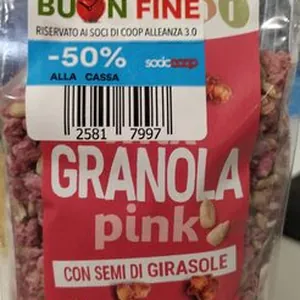 BUON FINE
RISERVATO AI SOCI DI COOP ALLEANZA 3.0
-50%
ALLA CASSA
sociocoop
2581 7997
GRANOLA
pink
CON SEMI DI GIRASOLE